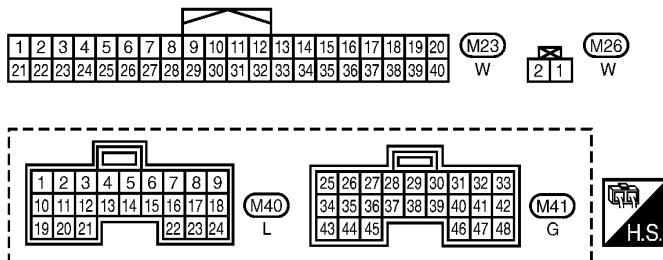 1 2 3 4 5 6 7 8 9 10 11 12 13 14 15 16 17 18 19 20 M23 M26
21 22 23 24 25 26 27 28 29 30 31 32 33 34 35 36 37 38 39 40 W 2 1 W
1 2 3 4 5 6 7 8 9 25 26 27 28 29 30 31 32 33
10 11 12 13 14 15 16 17 18 M40 34 35 36 37 38 39 40 41 42 M41
19 20 21 22 23 24 L 43 44 45 46 47 48 G
H.S.